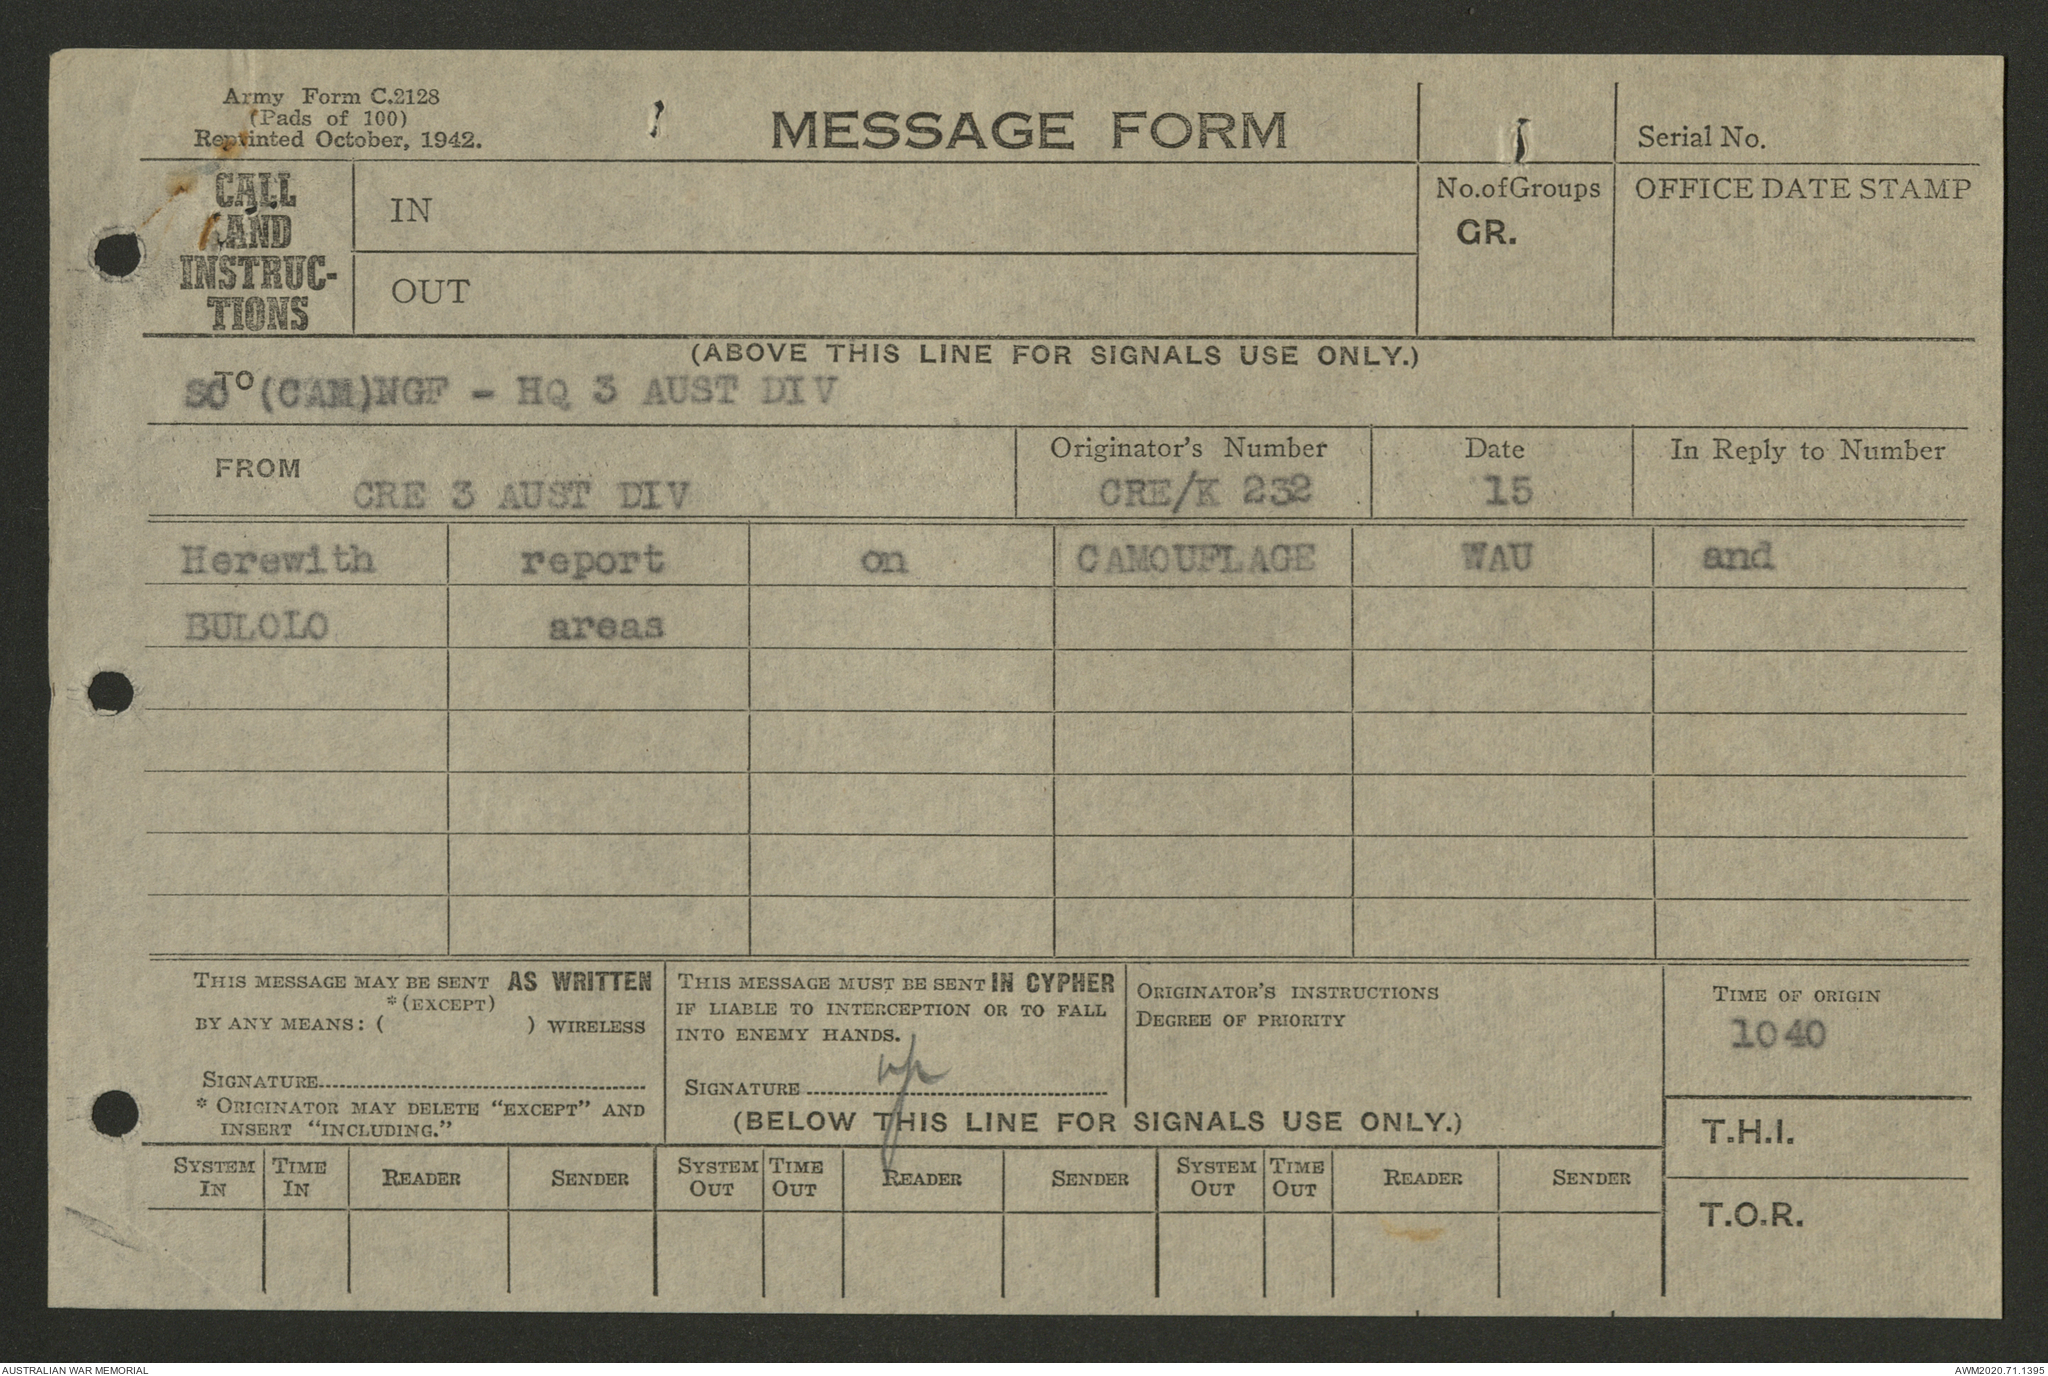 Army Form C.2128
(Pads of 100)
Reprinted October, 1942.
MESSAGE FORM
Serial No.
CALL
AND
INSTRUC-
TIONS
IN
OUT
No.ofGroups
GR.
OFFICE DATE STAMP
(ABOVE THIS LINE FOR SIGNALS USE ONLY.)
TO
SC (CAM)NGF - HQ 3 AUST DIV
FROM
CRE 3 AUST DIV
Originator's Number
CRE/K 232
Date
15
In Reply to Number
Herewith report on CAMOUFLAGE WAU and
BULOLO areas
THIS MESSAGE MAY BE SENT AS WRITTEN
*(EXCEPT)
BY ANY MEANS: ( ) WIRELESS
SIGNATURE
* ORIGINATOR MAY DELETE "EXCEPT" AND
INSERT "INCLUDING."
THIS MESSAGE MUST BE SENT IN CYPHER
IF LIABLE TO INTERCEPTION OR TO FALL
INTO ENEMY HANDS.
SIGNATURE
ORIGINATOR'S INSTRUCTIONS
DEGREE OF PRIORITY
TIME OF ORIGIN
1040
(BELOW THIS LINE FOR SIGNALS USE ONLY.)
T.H.I.
T.O.R.
SYSTEM IN TIME IN READER SENDER SYSTEM OUT TIME OUT READER SENDER SYSTEM OUT TIME OUT READER SENDER
AUSTRALIAN WAR MEMORIAL
AWM2020.71.1395